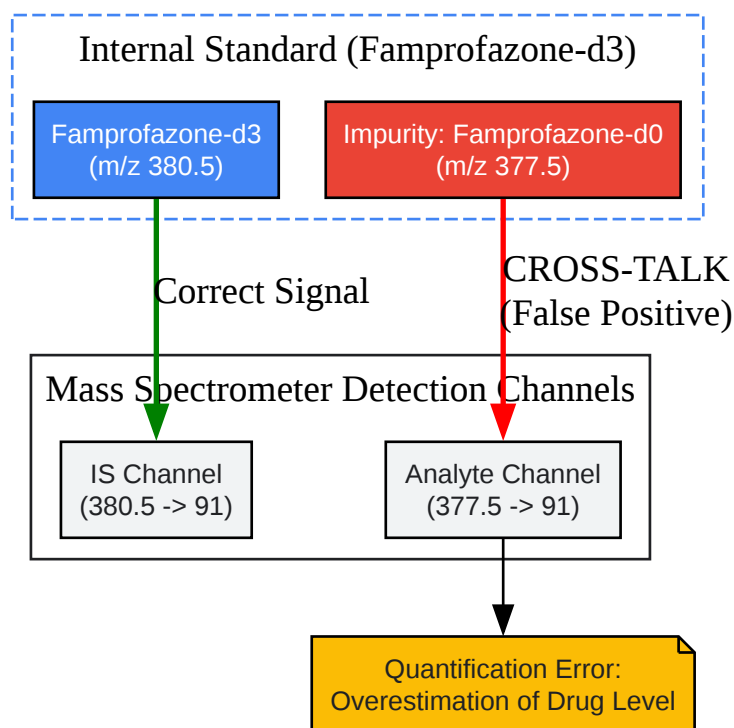 Internal Standard (Famprofazone-d3)
Famprofazone-d3
(m/z 380.5)
Impurity: Famprofazone-d0
(m/z 377.5)
Correct Signal
CROSS-TALK
(False Positive)
Mass Spectrometer Detection Channels
IS Channel
(380.5 -> 91)
Analyte Channel
(377.5 -> 91)
Quantification Error:
Overestimation of Drug Level